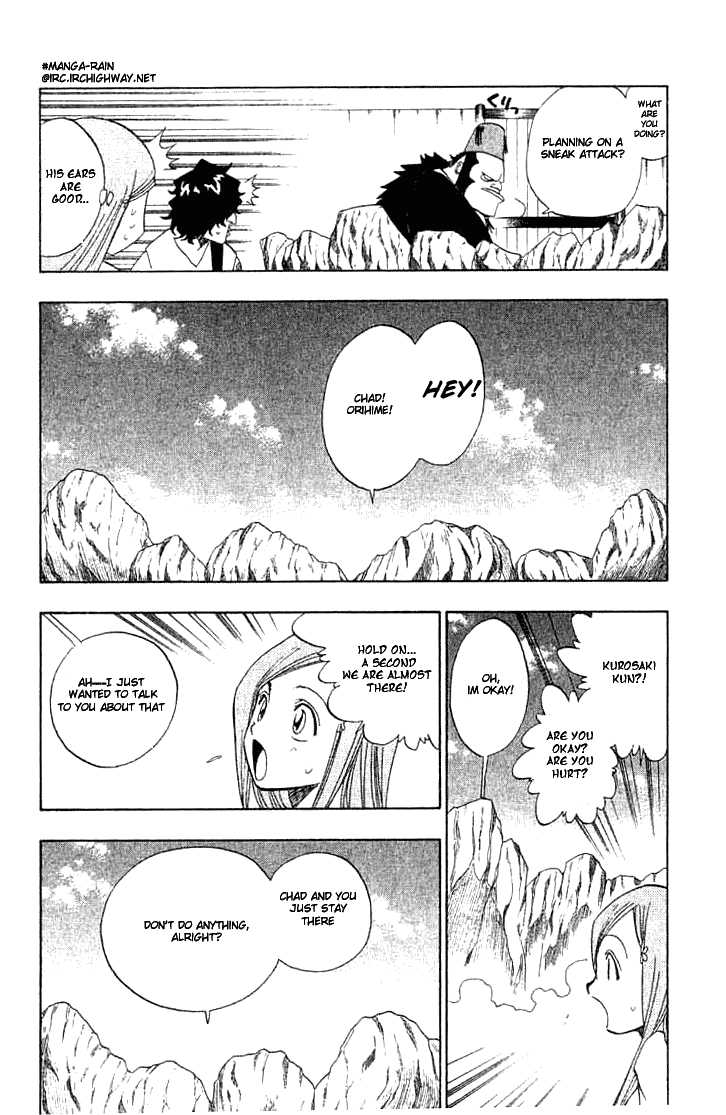 #MANGA-RAIN
@IRC.IRCHIGHWAY.NET
WHAT
ARE
YOU
DOING?
PLANNING ON A
SNEAK ATTACK?
くりっ
HIS EARS
ARE
GOOD...
HEY!
CHAD!
ORIHIME!
KUROSAKI
KUN?!
ARE YOU
OKAY?
ARE YOU
HURT?
OH,
IM OKAY!
HOLD ON...
A SECOND
WE ARE ALMOST
THERE!
AH----I JUST
WANTED TO TALK
TO YOU ABOUT THAT
CHAD AND YOU
JUST STAY
THERE
DON'T DO ANYTHING,
ALRIGHT?